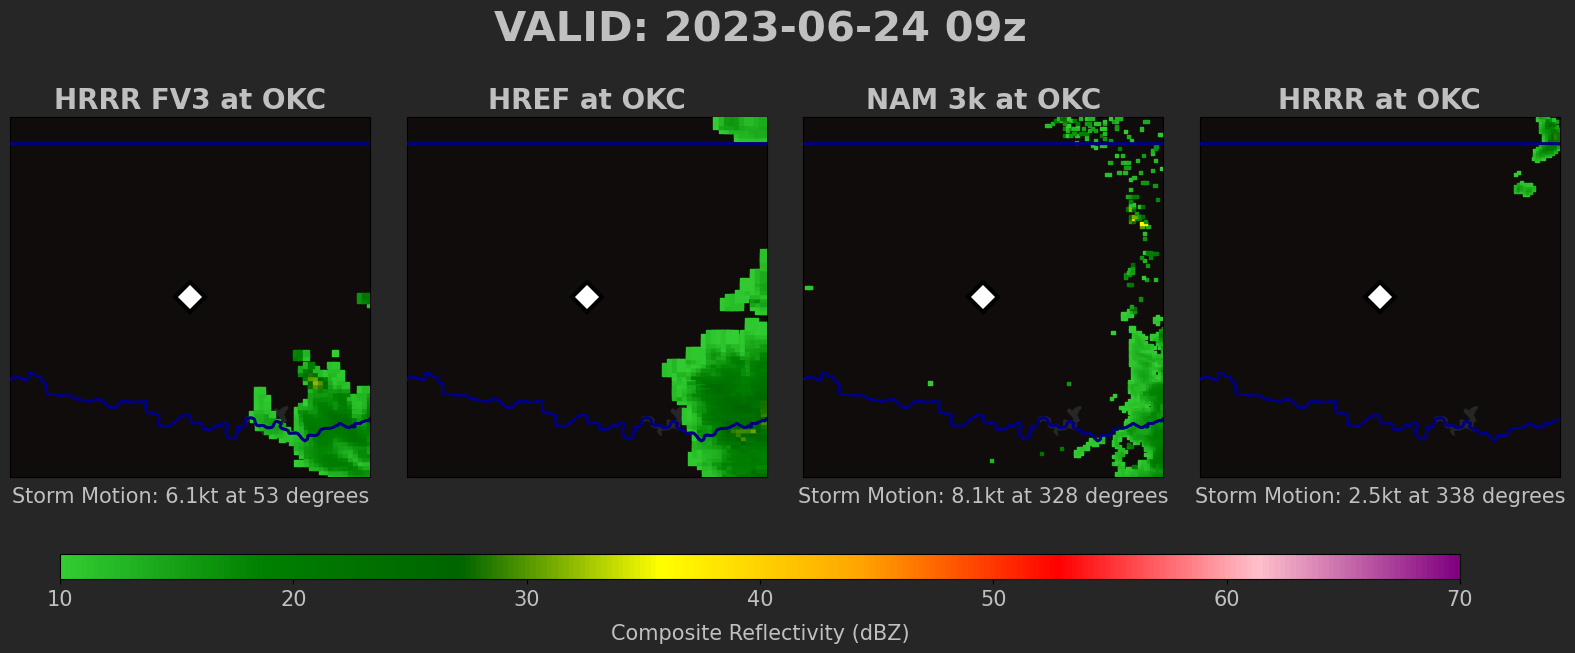 VALID: 2023-06-24 09z
HRRR FV3 at OKC
HREF at OKC
NAM 3k at OKC
HRRR at OKC
Storm Motion: 6.1kt at 53 degrees
Storm Motion: 8.1kt at 328 degrees
Storm Motion: 2.5kt at 338 degrees
10 20 30 40 50 60 70
Composite Reflectivity (dBZ)